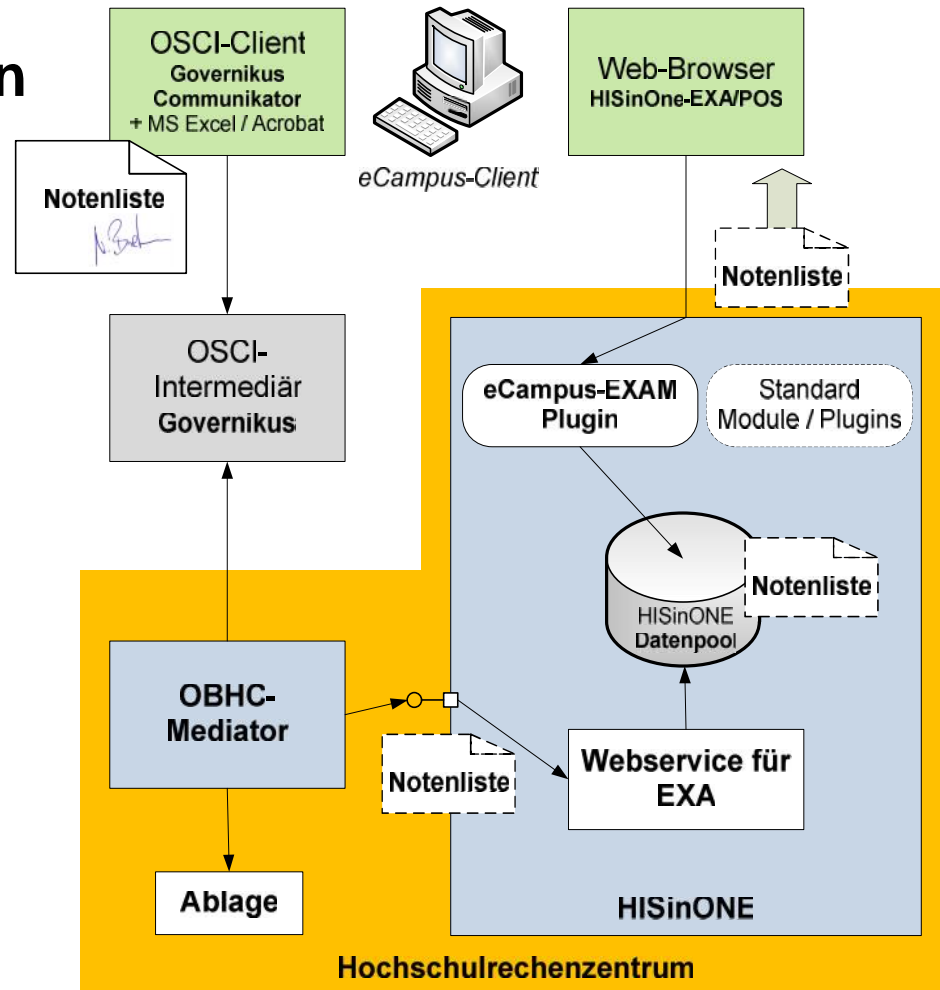 n
OSCI-Client
Governikus
Communikator
+ MS Excel / Acrobat
eCampus-Client
Web-Browser
HISinOne-EXA/POS
Notenliste
Notenliste
OSCI-
Intermediär
Governikus
eCampus-EXAM
Plugin
Standard
Module / Plugins
HISinONE
Datenpool
Notenliste
OBHC-
Mediator
Notenliste
Webservice für
EXA
Ablage
HISinONE
Hochschulrechenzentrum